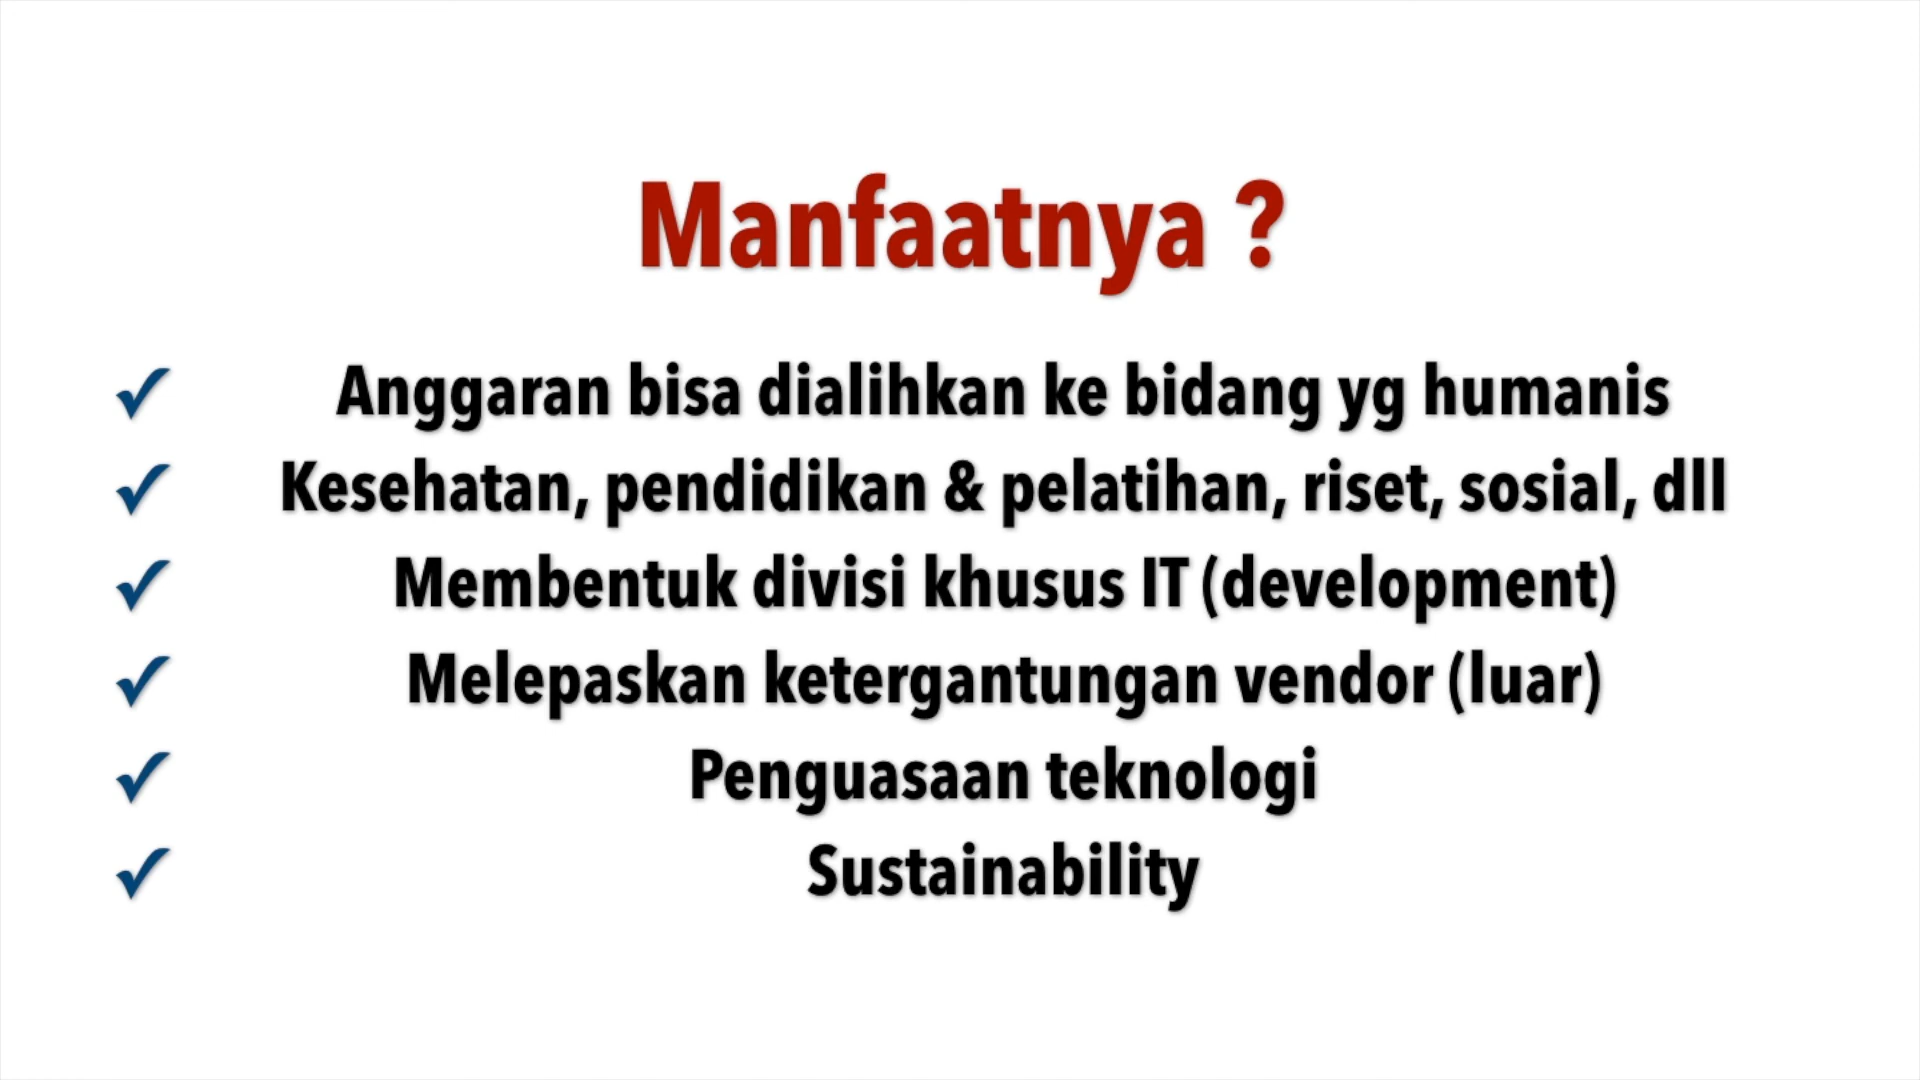 Manfaatnya ?
✓ Anggaran bisa dialihkan ke bidang yg humanis
✓ Kesehatan, pendidikan & pelatihan, riset, sosial, dll
✓ Membentuk divisi khusus IT (development)
✓ Melepaskan ketergantungan vendor (luar)
✓ Penguasaan teknologi
✓ Sustainability